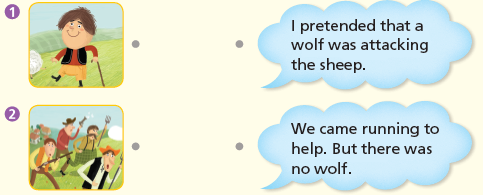 1
I pretended that a
wolf was attacking
the sheep.
2
We came running to
help. But there was
no wolf.